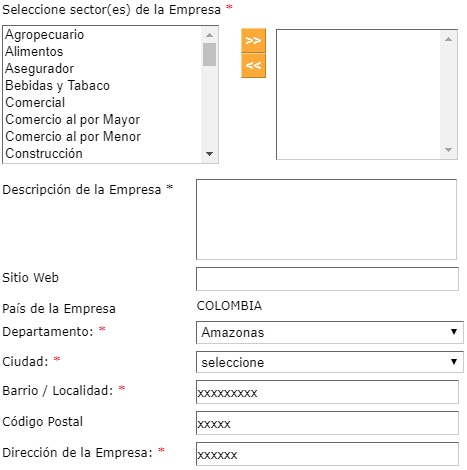 Seleccione sector(es) de la Empresa *
Agropecuario
Alimentos
Asegurador
Bebidas y Tabaco
Comercial
Comercio al por Mayor
Comercio al por Menor
Construcción
>>
<<
Descripción de la Empresa *
Sitio Web
País de la Empresa COLOMBIA
Departamento: * Amazonas
Ciudad: * seleccione
Barrio / Localidad: * xxxxxxxxx
Código Postal xxxxx
Dirección de la Empresa: * xxxxxx